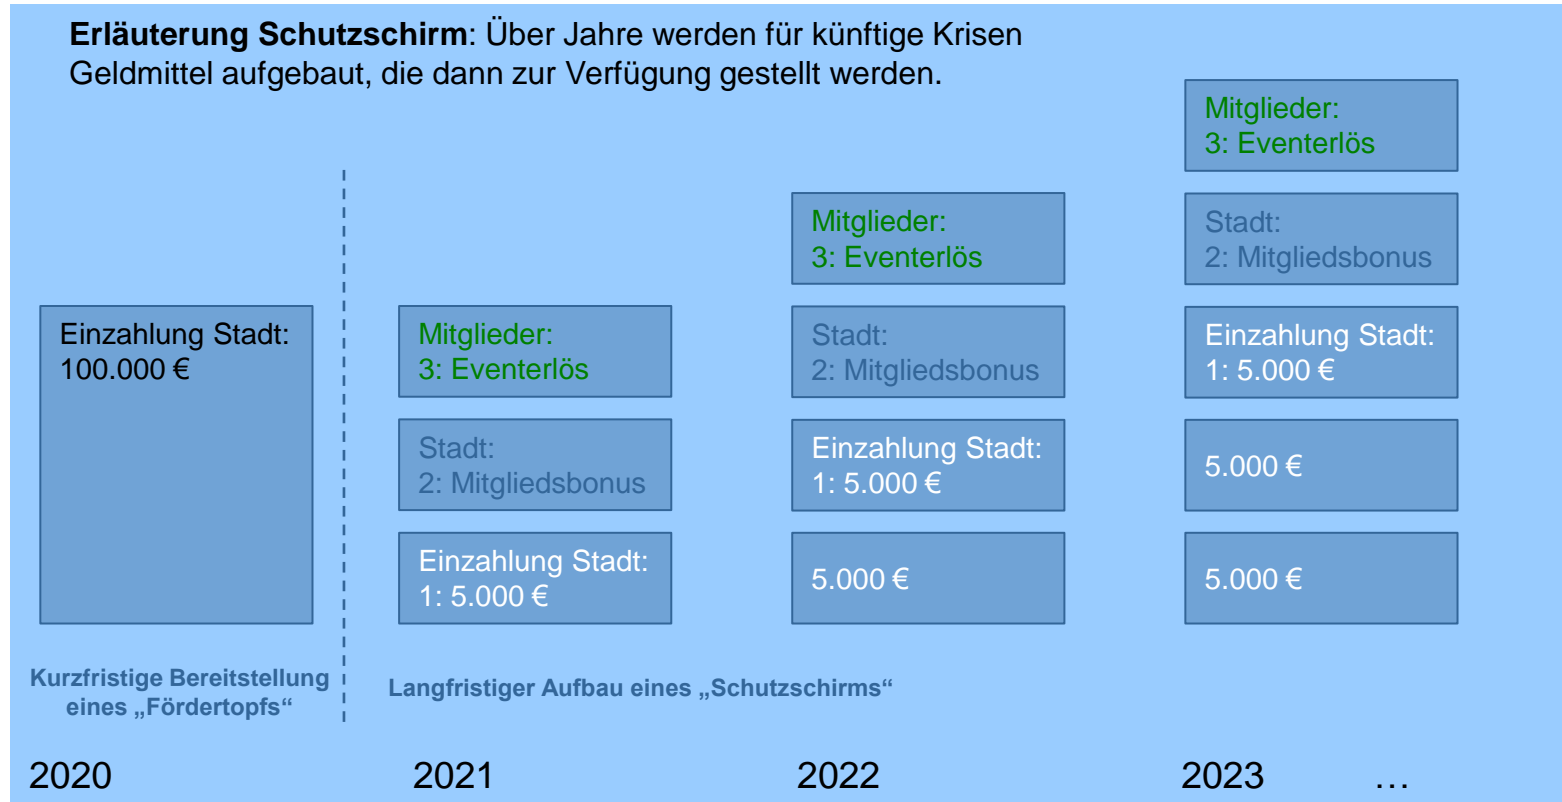 Erläuterung Schutzschirm: Über Jahre werden für künftige Krisen
Geldmittel aufgebaut, die dann zur Verfügung gestellt werden.
Einzahlung Stadt:
100.000 €
Mitglieder:
3: Eventerlös
Stadt:
2: Mitgliedsbonus
Einzahlung Stadt:
1: 5.000 €
Mitglieder:
3: Eventerlös
Stadt:
2: Mitgliedsbonus
Einzahlung Stadt:
1: 5.000 €
5.000 €
Mitglieder:
3: Eventerlös
Stadt:
2: Mitgliedsbonus
Einzahlung Stadt:
1: 5.000 €
5.000 €
5.000 €
Kurzfristige Bereitstellung
eines „Fördertopfs“
Langfristiger Aufbau eines „Schutzschirms“
2020
2021
2022
2023
…